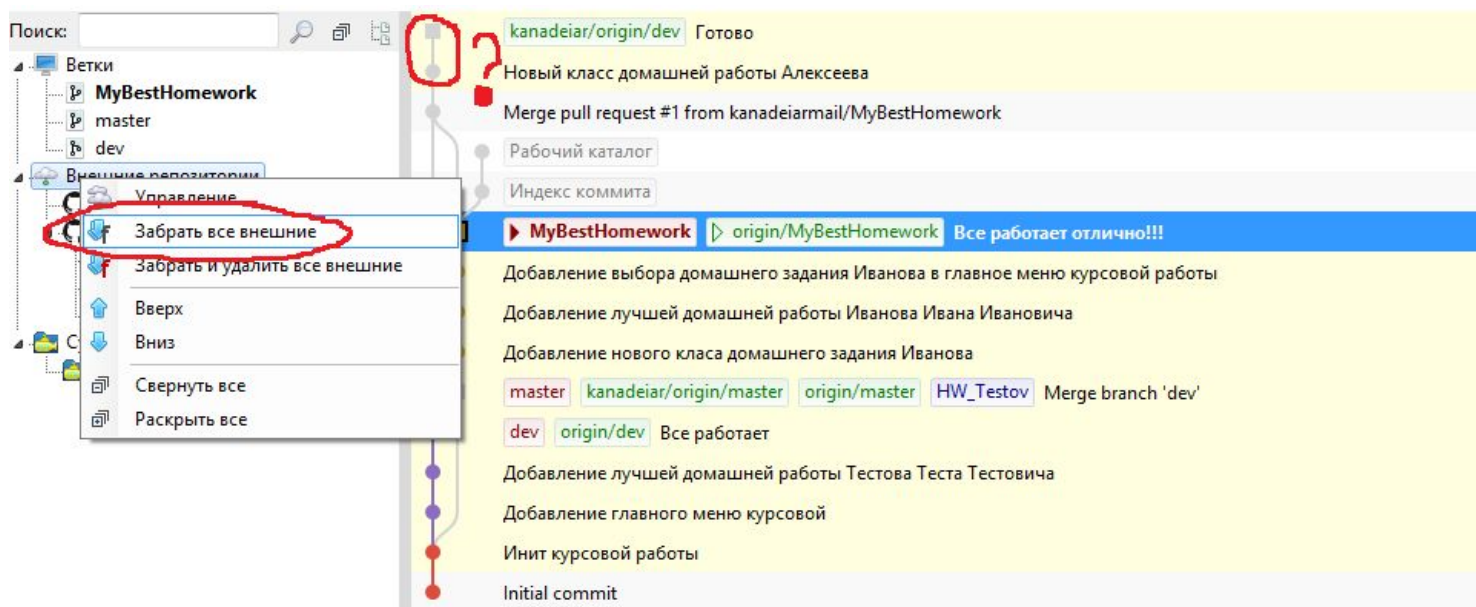 Поиск:
Ветки
MyBestHomework
master
dev
Внешние репозитории
Управление
Забрать все внешние
Забрать и удалить все внешние
Вверх
Вниз
Свернуть все
Раскрыть все
?
kanadeiar/origin/dev Готово
Новый класс домашней работы Алексеева
Merge pull request #1 from kanadeiarmail/MyBestHomework
Рабочий каталог
Индекс коммита
MyBestHomework origin/MyBestHomework Все работает отлично!!!
Добавление выбора домашнего задания Иванова в главное меню курсовой работы
Добавление лучшей домашней работы Иванова Ивана Ивановича
Добавление нового класа домашнего задания Иванова
master kanadeiar/origin/master origin/master HW_Testov Merge branch 'dev'
dev origin/dev Все работает
Добавление лучшей домашней работы Тестова Теста Тестовича
Добавление главного меню курсовой
Инит курсовой работы
Initial commit